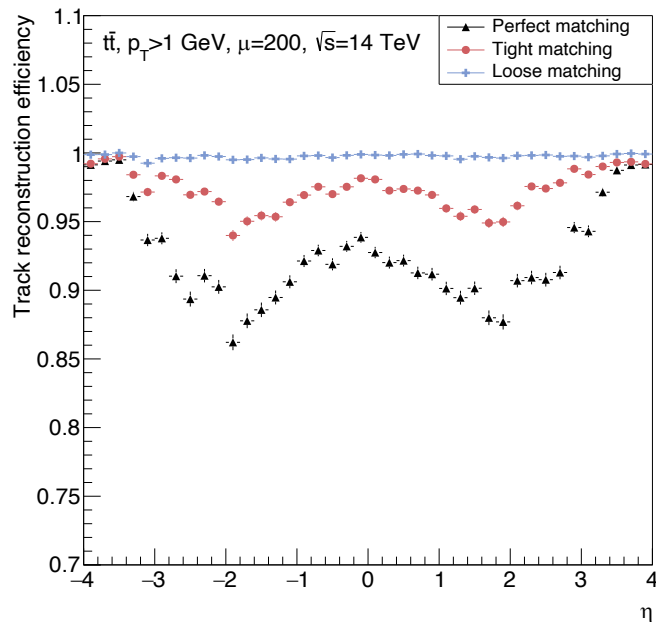 tt̄, p_T>1 GeV, μ=200, √s=14 TeV
Perfect matching
Tight matching
Loose matching
Track reconstruction efficiency
1.1
1.05
1
0.95
0.9
0.85
0.8
0.75
0.7
−4 −3 −2 −1 0 1 2 3 4
η